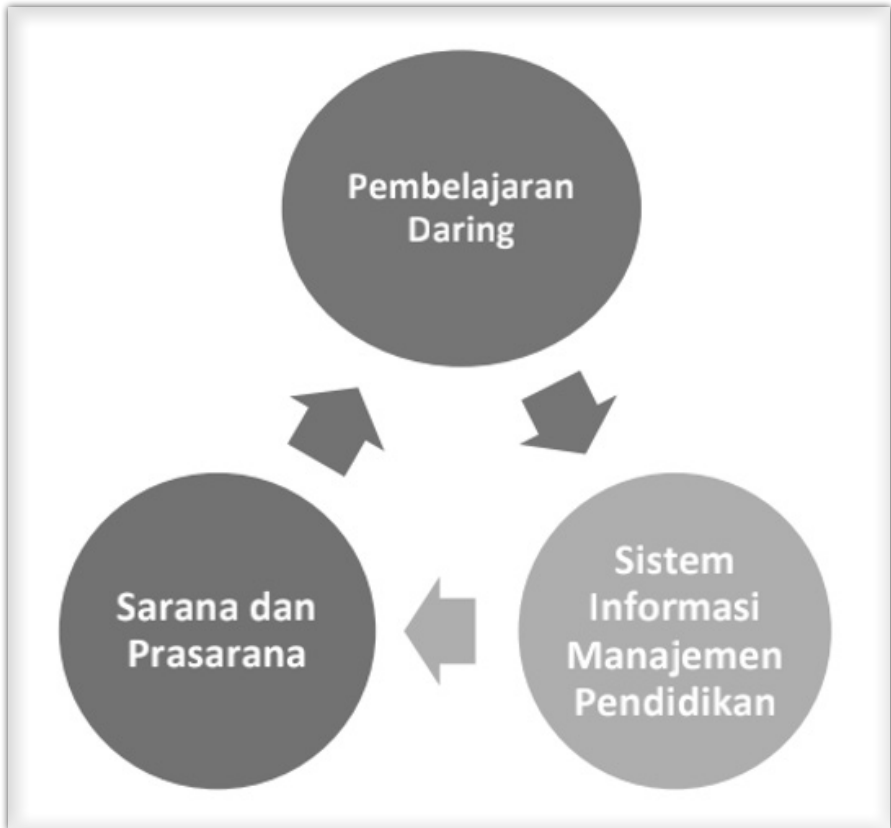 Pembelajaran
Daring
Sarana dan
Prasarana
Sistem
Informasi
Manajemen
Pendidikan